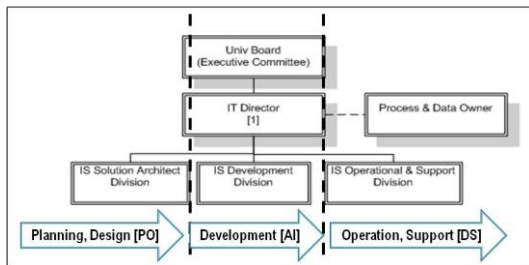 Univ Board
(Executive Committee)
IT Director
[1]
Process & Data Owner
IS Solution Architect
Division
IS Development
Division
IS Operational & Support
Division
Planning, Design [PO]
Development [AI]
Operation, Support [DS]